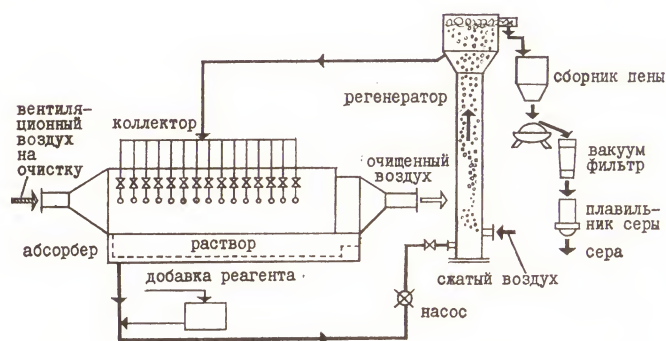 вентиля-
ционный
воздух
на
очистку
коллектор
абсорбер
раствор
добавка реагента
очищенный
воздух
регенератор
насос
сжатый воздух
сборник пены
вакуум
фильтр
плавиль-
ник серы
сера